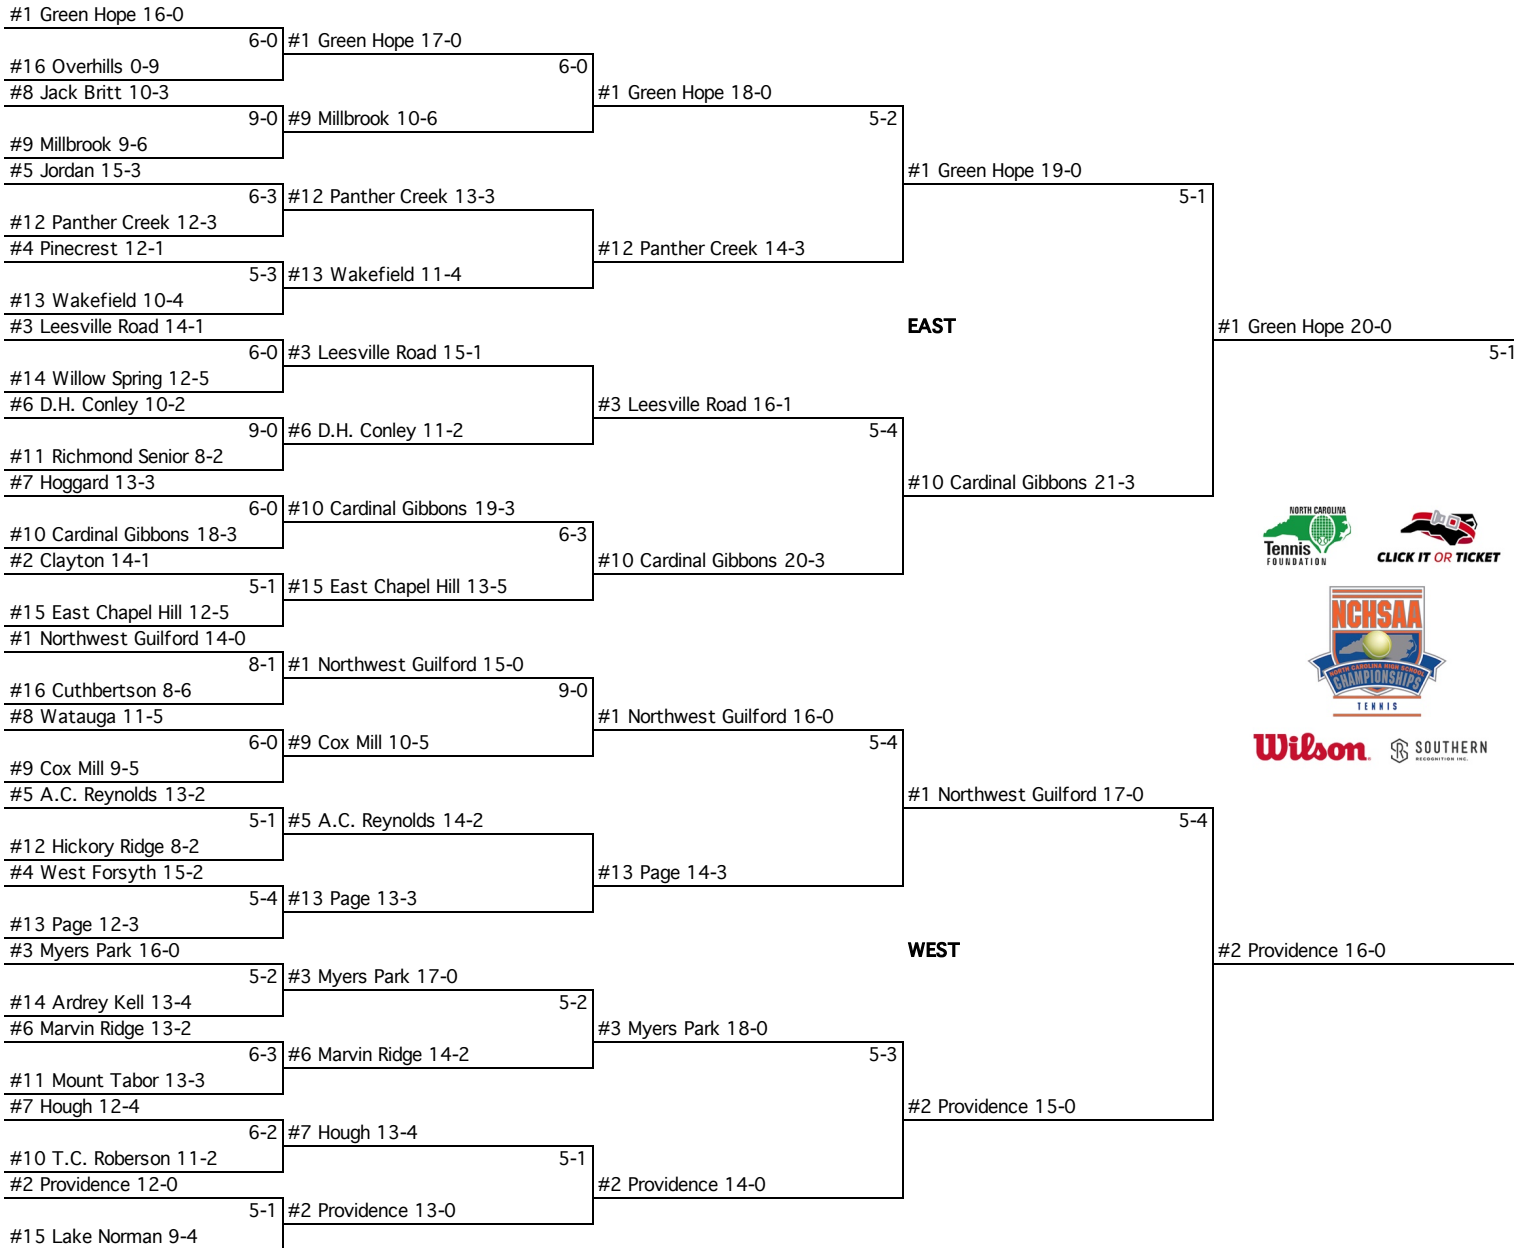 #1 Green Hope 16-0
6-0
#1 Green Hope 17-0
#16 Overhills 0-9
6-0
#8 Jack Britt 10-3
#1 Green Hope 18-0
9-0
#9 Millbrook 10-6
5-2
#9 Millbrook 9-6
#5 Jordan 15-3
#1 Green Hope 19-0
6-3
#12 Panther Creek 13-3
5-1
#12 Panther Creek 12-3
#4 Pinecrest 12-1
#12 Panther Creek 14-3
5-3
#13 Wakefield 11-4
#13 Wakefield 10-4
#3 Leesville Road 14-1
EAST
#1 Green Hope 20-0
6-0
#3 Leesville Road 15-1
5-1
#14 Willow Spring 12-5
#6 D.H. Conley 10-2
#3 Leesville Road 16-1
9-0
#6 D.H. Conley 11-2
5-4
#11 Richmond Senior 8-2
#7 Hoggard 13-3
#10 Cardinal Gibbons 21-3
6-0
#10 Cardinal Gibbons 19-3
#10 Cardinal Gibbons 18-3
6-3
#2 Clayton 14-1
#10 Cardinal Gibbons 20-3
5-1
#15 East Chapel Hill 13-5
#15 East Chapel Hill 12-5
NORTH CAROLINA
Tennis
FOUNDATION
CLICK IT OR TICKET
NCHSAA
NORTH CAROLINA HIGH SCHOOL
CHAMPIONSHIPS
TENNIS
Wilson
SOUTHERN
RECOGNITION INC.
#1 Northwest Guilford 14-0
8-1
#1 Northwest Guilford 15-0
#16 Cuthbertson 8-6
9-0
#8 Watauga 11-5
#1 Northwest Guilford 16-0
6-0
#9 Cox Mill 10-5
5-4
#9 Cox Mill 9-5
#5 A.C. Reynolds 13-2
#1 Northwest Guilford 17-0
5-1
#5 A.C. Reynolds 14-2
5-4
#12 Hickory Ridge 8-2
#4 West Forsyth 15-2
#13 Page 14-3
5-4
#13 Page 13-3
#13 Page 12-3
#3 Myers Park 16-0
WEST
#2 Providence 16-0
5-2
#3 Myers Park 17-0
#14 Ardrey Kell 13-4
5-2
#6 Marvin Ridge 13-2
#3 Myers Park 18-0
6-3
#6 Marvin Ridge 14-2
5-3
#11 Mount Tabor 13-3
#7 Hough 12-4
#2 Providence 15-0
6-2
#7 Hough 13-4
#10 T.C. Roberson 11-2
5-1
#2 Providence 12-0
#2 Providence 14-0
5-1
#2 Providence 13-0
#15 Lake Norman 9-4